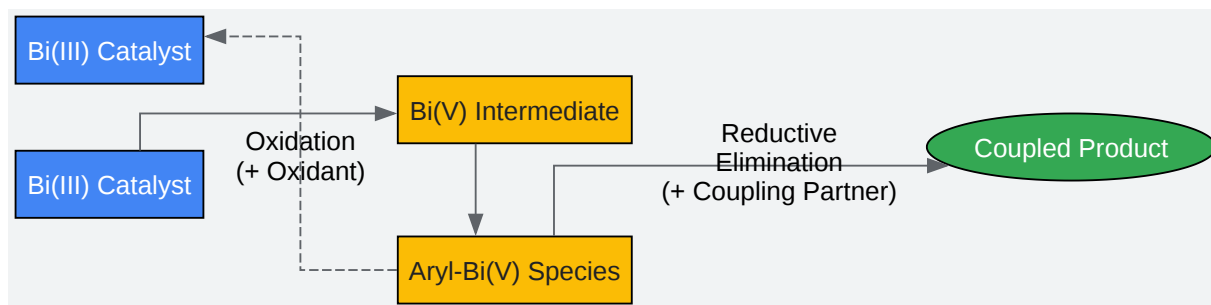 Bi(III) Catalyst
Bi(V) Intermediate
Oxidation
(+ Oxidant)
Reductive
Elimination
(+ Coupling Partner)
Coupled Product
Bi(III) Catalyst
Aryl-Bi(V) Species